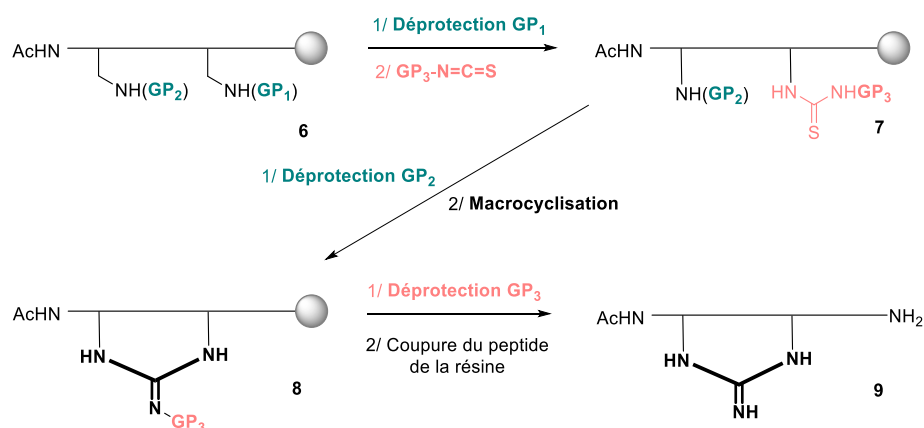 AcHN
NH(GP2)
NH(GP1)
6
1/ Déprotection GP1
2/ GP3-N=C=S
AcHN
NH(GP2)
HN
NHGP3
S
7
1/ Déprotection GP2
2/ Macrocyclisation
AcHN
HN
NH
N
GP3
8
1/ Déprotection GP3
2/ Coupure du peptide
de la résine
AcHN
NH2
HN
NH
NH
9